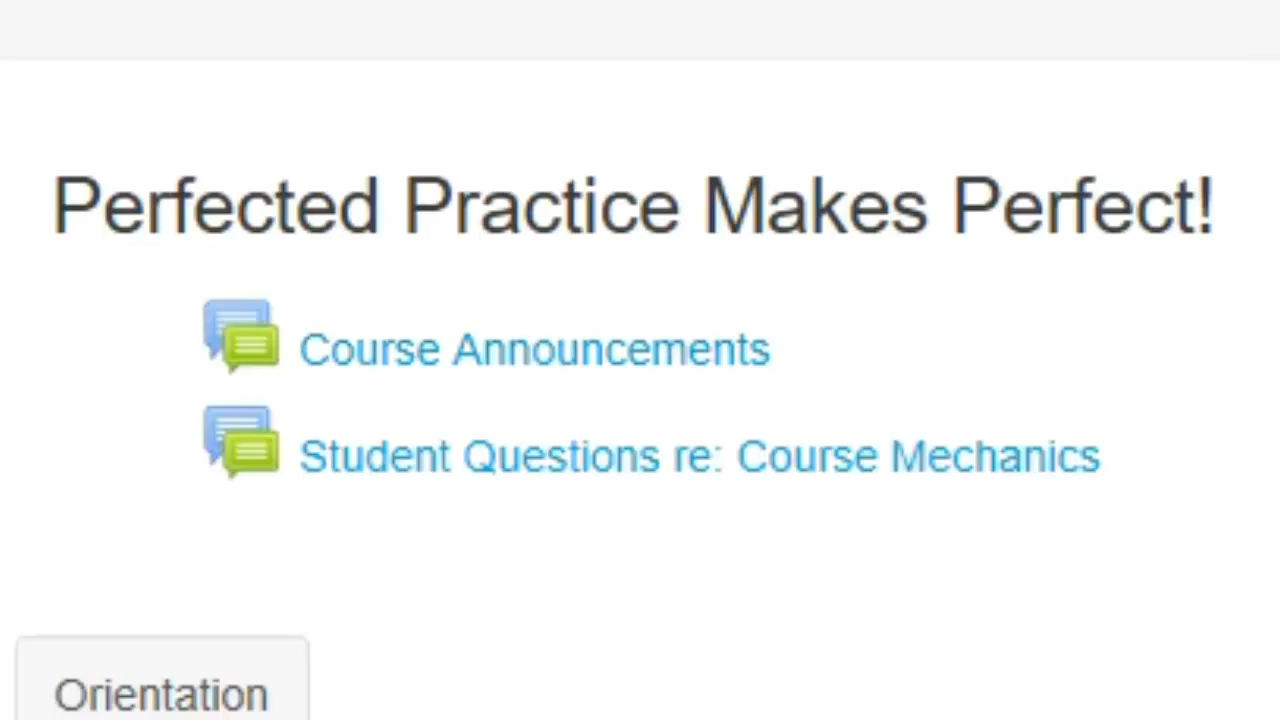 Perfected Practice Makes Perfect!
Course Announcements
Student Questions re: Course Mechanics
Orientation